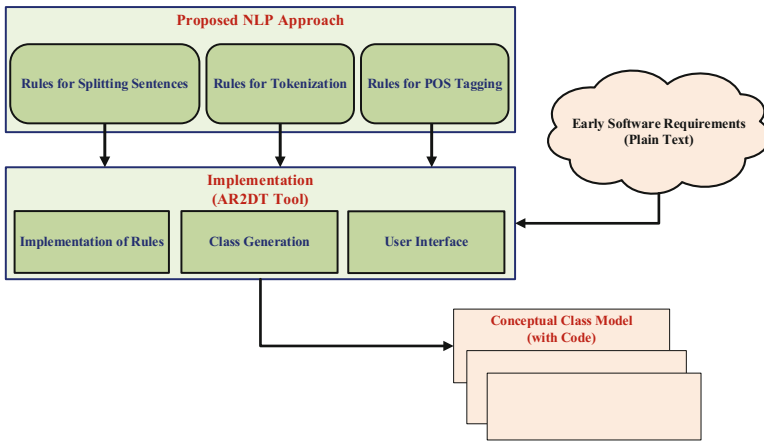 Proposed NLP Approach
Rules for Splitting Sentences
Rules for Tokenization
Rules for POS Tagging
Early Software Requirements
(Plain Text)
Implementation
(AR2DT Tool)
Implementation of Rules
Class Generation
User Interface
Conceptual Class Model
(with Code)